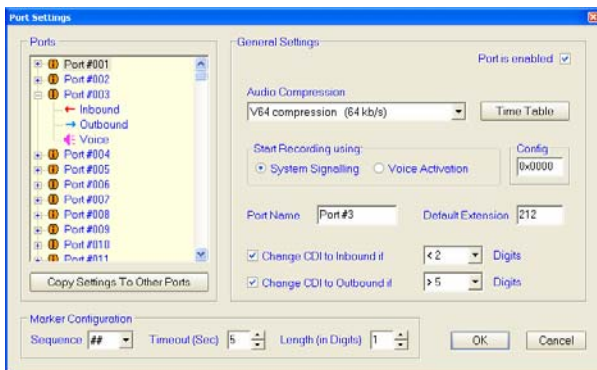 Port Settings
Ports
Port #001
Port #002
Port #003
Inbound
Outbound
Voice
Port #004
Port #005
Port #006
Port #007
Port #008
Port #009
Port #010
Port #011
Copy Settings To Other Ports
General Settings
Port is enabled
Audio Compression
V64 compression (64 kb/s)
Time Table
Start Recording using:
System Signalling
Voice Activation
Config
0x0000
Port Name
Port #3
Default Extension
212
Change CDI to Inbound if
< 2
Digits
Change CDI to Outbound if
> 5
Digits
Marker Configuration
Sequence
##
Timeout (Sec)
5
Length (in Digits)
1
OK
Cancel